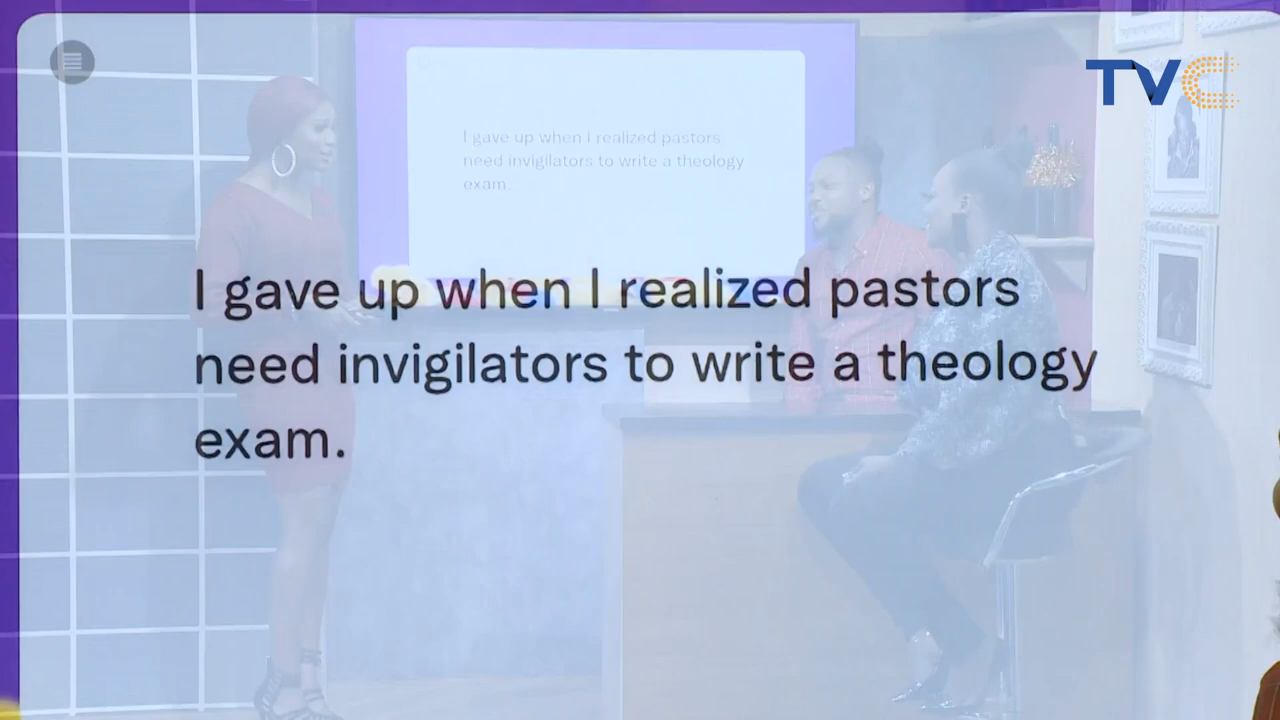 TVC
I gave up when I realized pastors
need invigilators to write a theology
exam.
I gave up when I realized pastors
need invigilators to write a theology
exam.